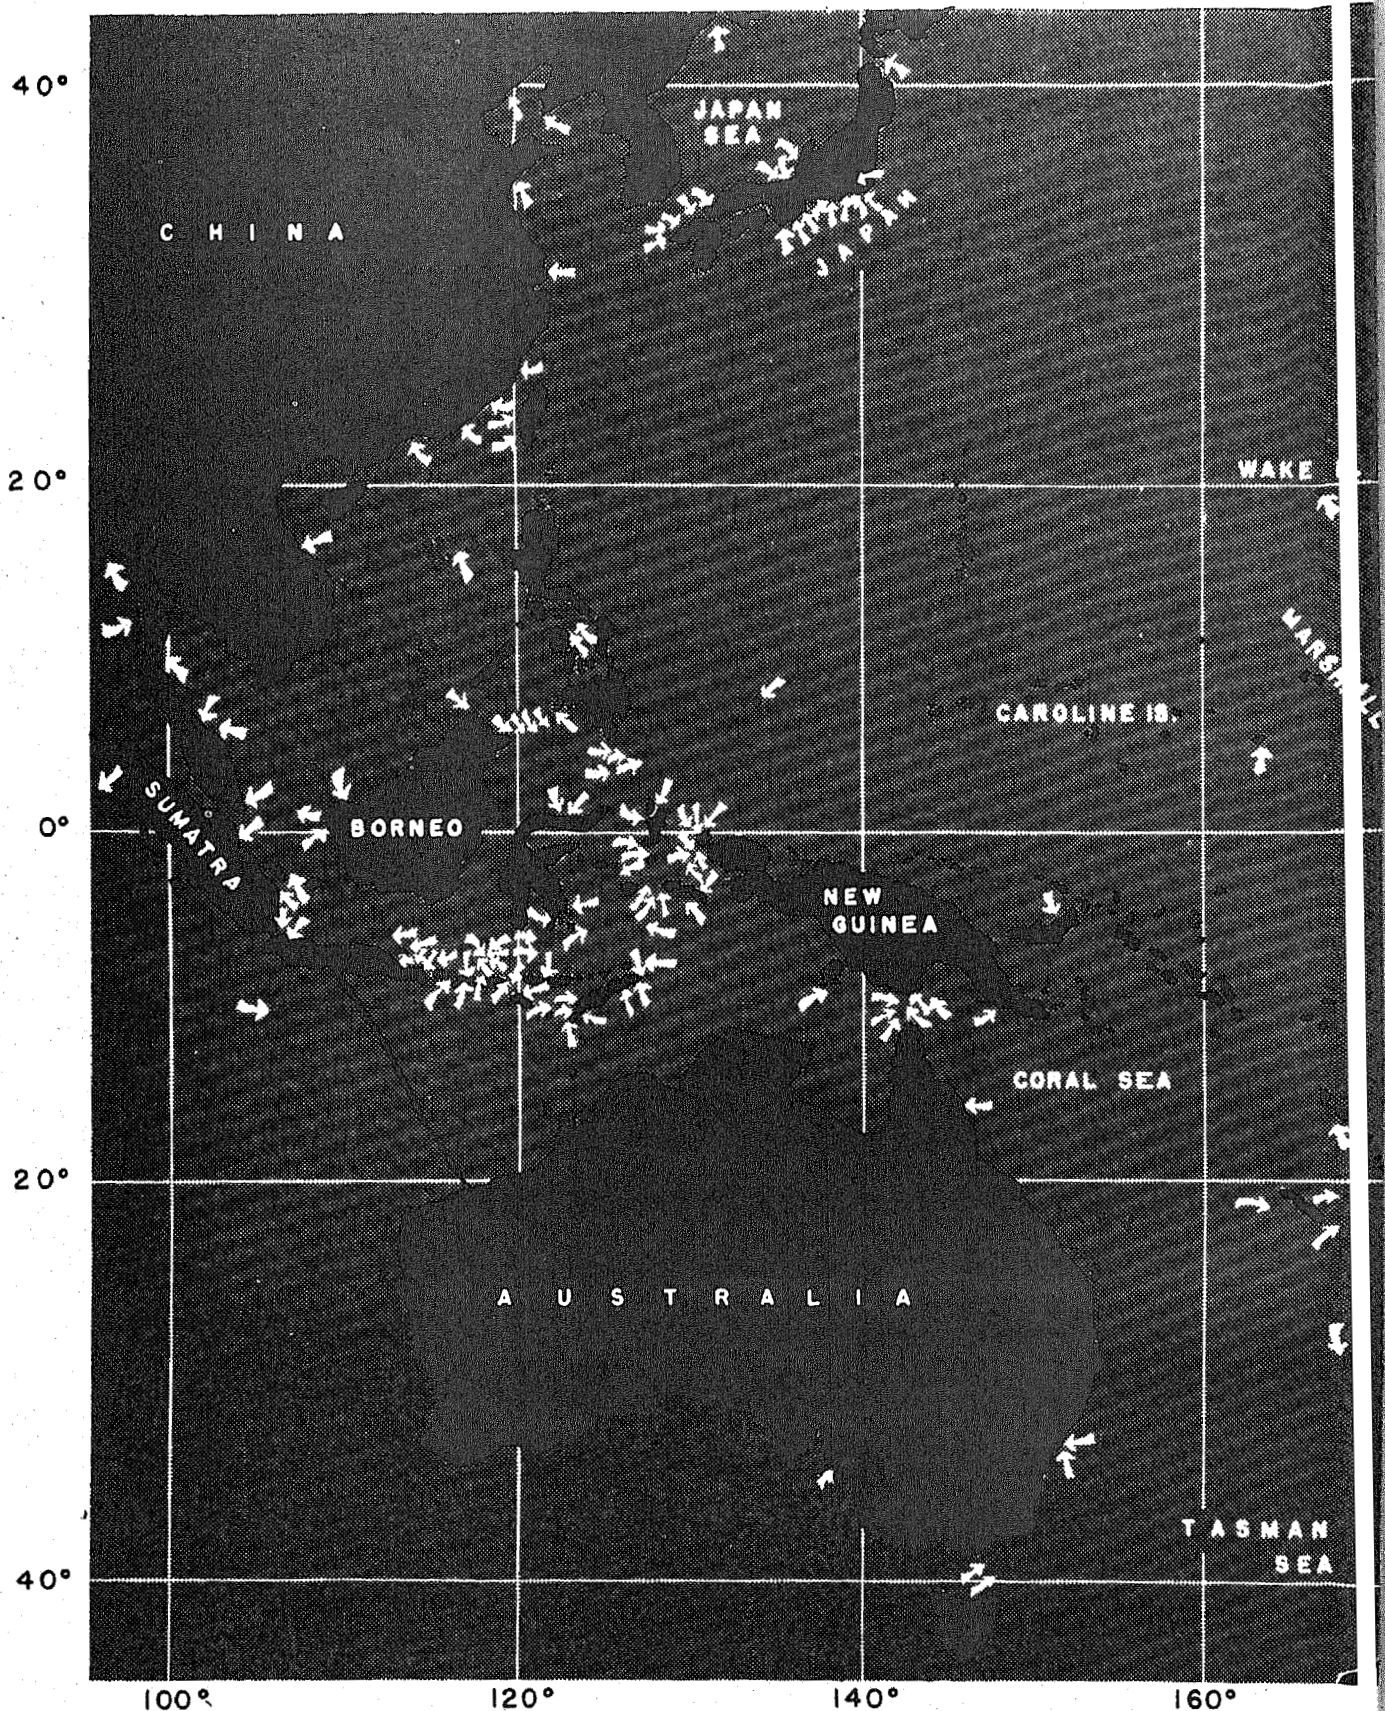 40°
JAPAN
SEA
CHINA
JAPAN
20°
WAKE
MARSHALL
CAROLINE IS.
SUMATRA
0°
BORNEO
NEW
GUINEA
CORAL SEA
20°
AUSTRALIA
TASMAN
SEA
40°
100°
120°
140°
160°